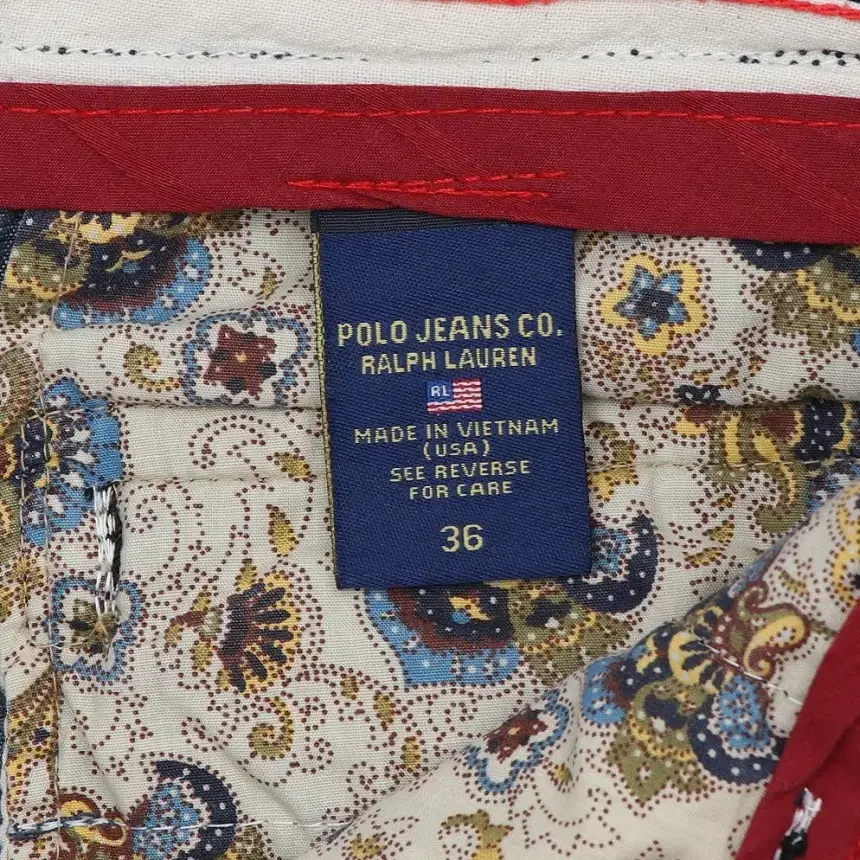 POLO JEANS CO.
RALPH LAUREN
RL
MADE IN VIETNAM
(USA)
SEE REVERSE
FOR CARE
36